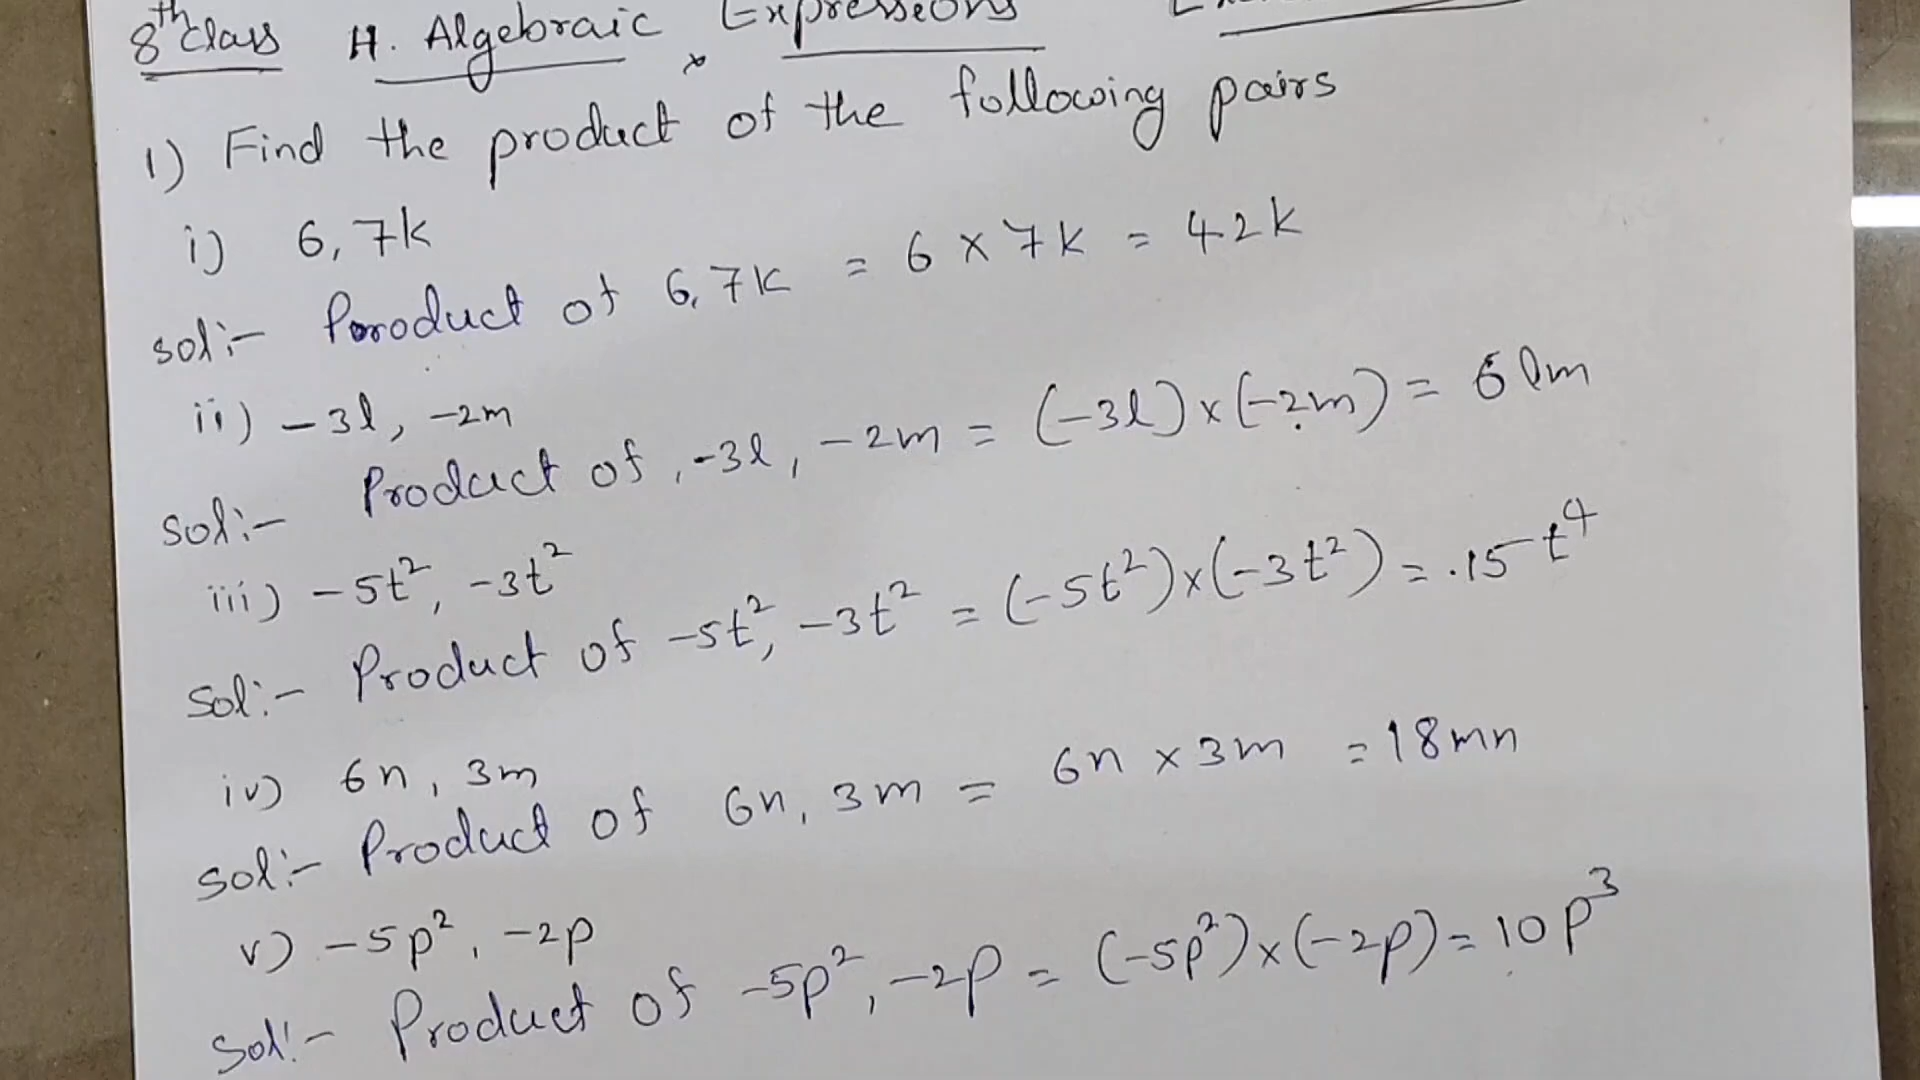 8th class H. Algebraic Expressions
1) Find the product of the following pairs
i) 6, 7k
sol:- Product of 6, 7k = 6 × 7k = 42k
ii) -3l, -2m
sol:- Product of, -3l, -2m = (-3l)×(-2m) = 6lm
iii) -5t², -3t²
sol:- Product of -5t², -3t² = (-5t²)×(-3t²) = .15t⁴
iv) 6n, 3m
sol:- Product of 6n, 3m = 6n × 3m = 18mn
v) -5p², -2p
sol:- Product of -5p², -2p = (-5p²)×(-2p) = 10p³